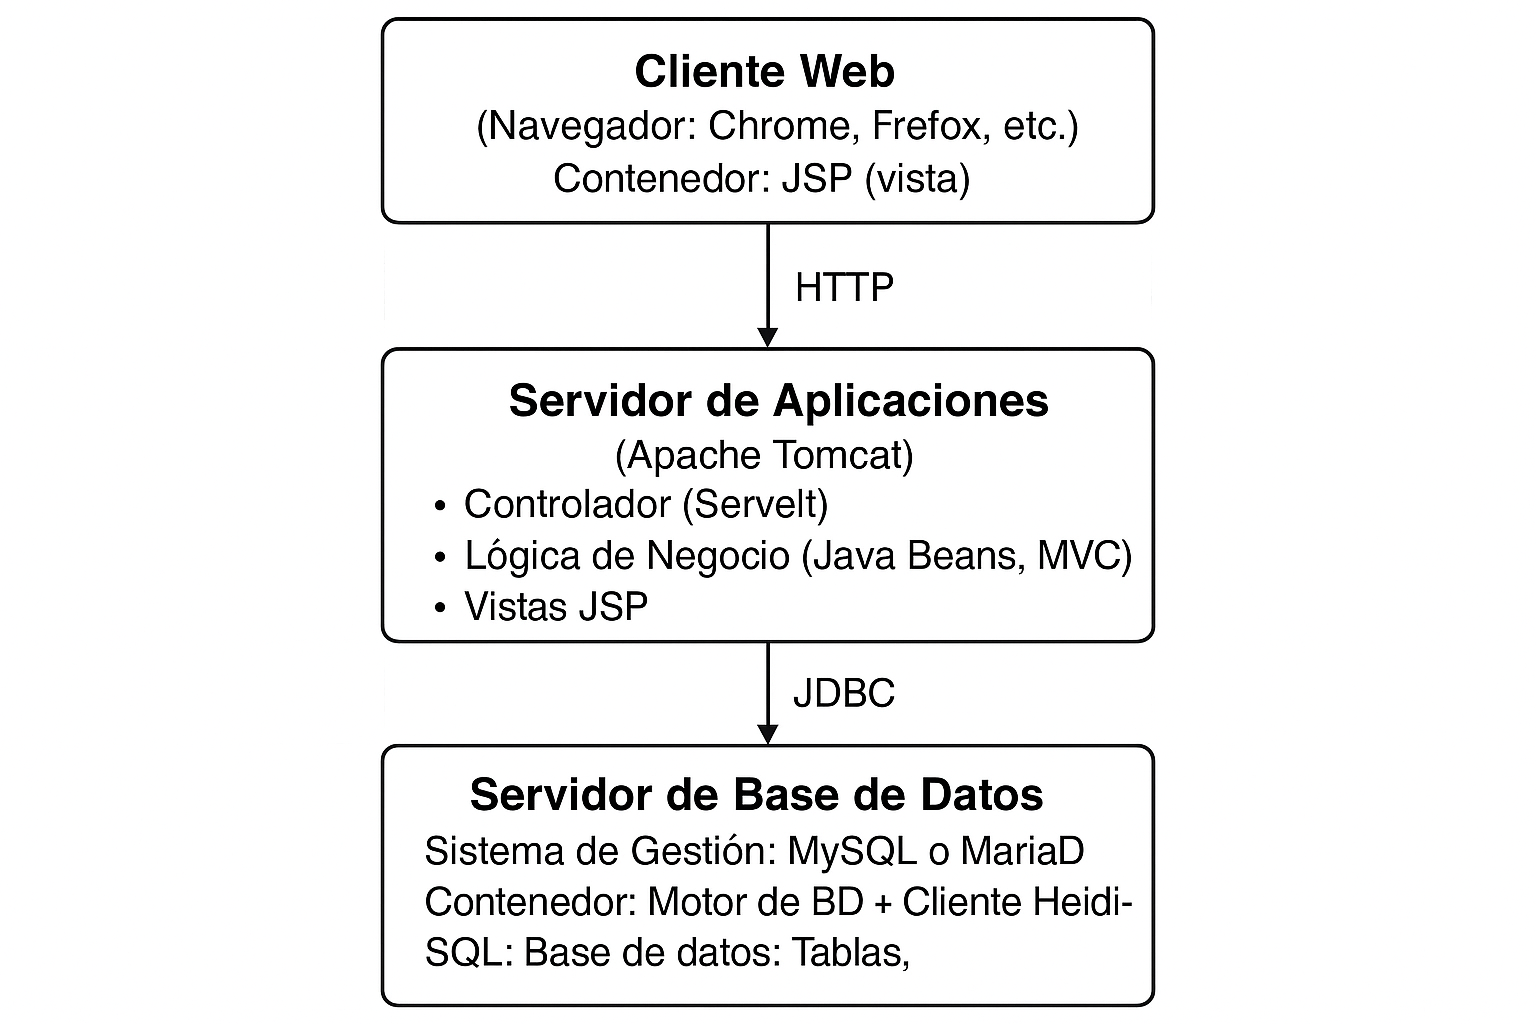 Cliente Web
(Navegador: Chrome, Frefox, etc.)
Contenedor: JSP (vista)
HTTP
Servidor de Aplicaciones
(Apache Tomcat)
• Controlador (Servelt)
• Lógica de Negocio (Java Beans, MVC)
• Vistas JSP
JDBC
Servidor de Base de Datos
Sistema de Gestión: MySQL o MariaD
Contenedor: Motor de BD + Cliente Heidi-
SQL: Base de datos: Tablas,